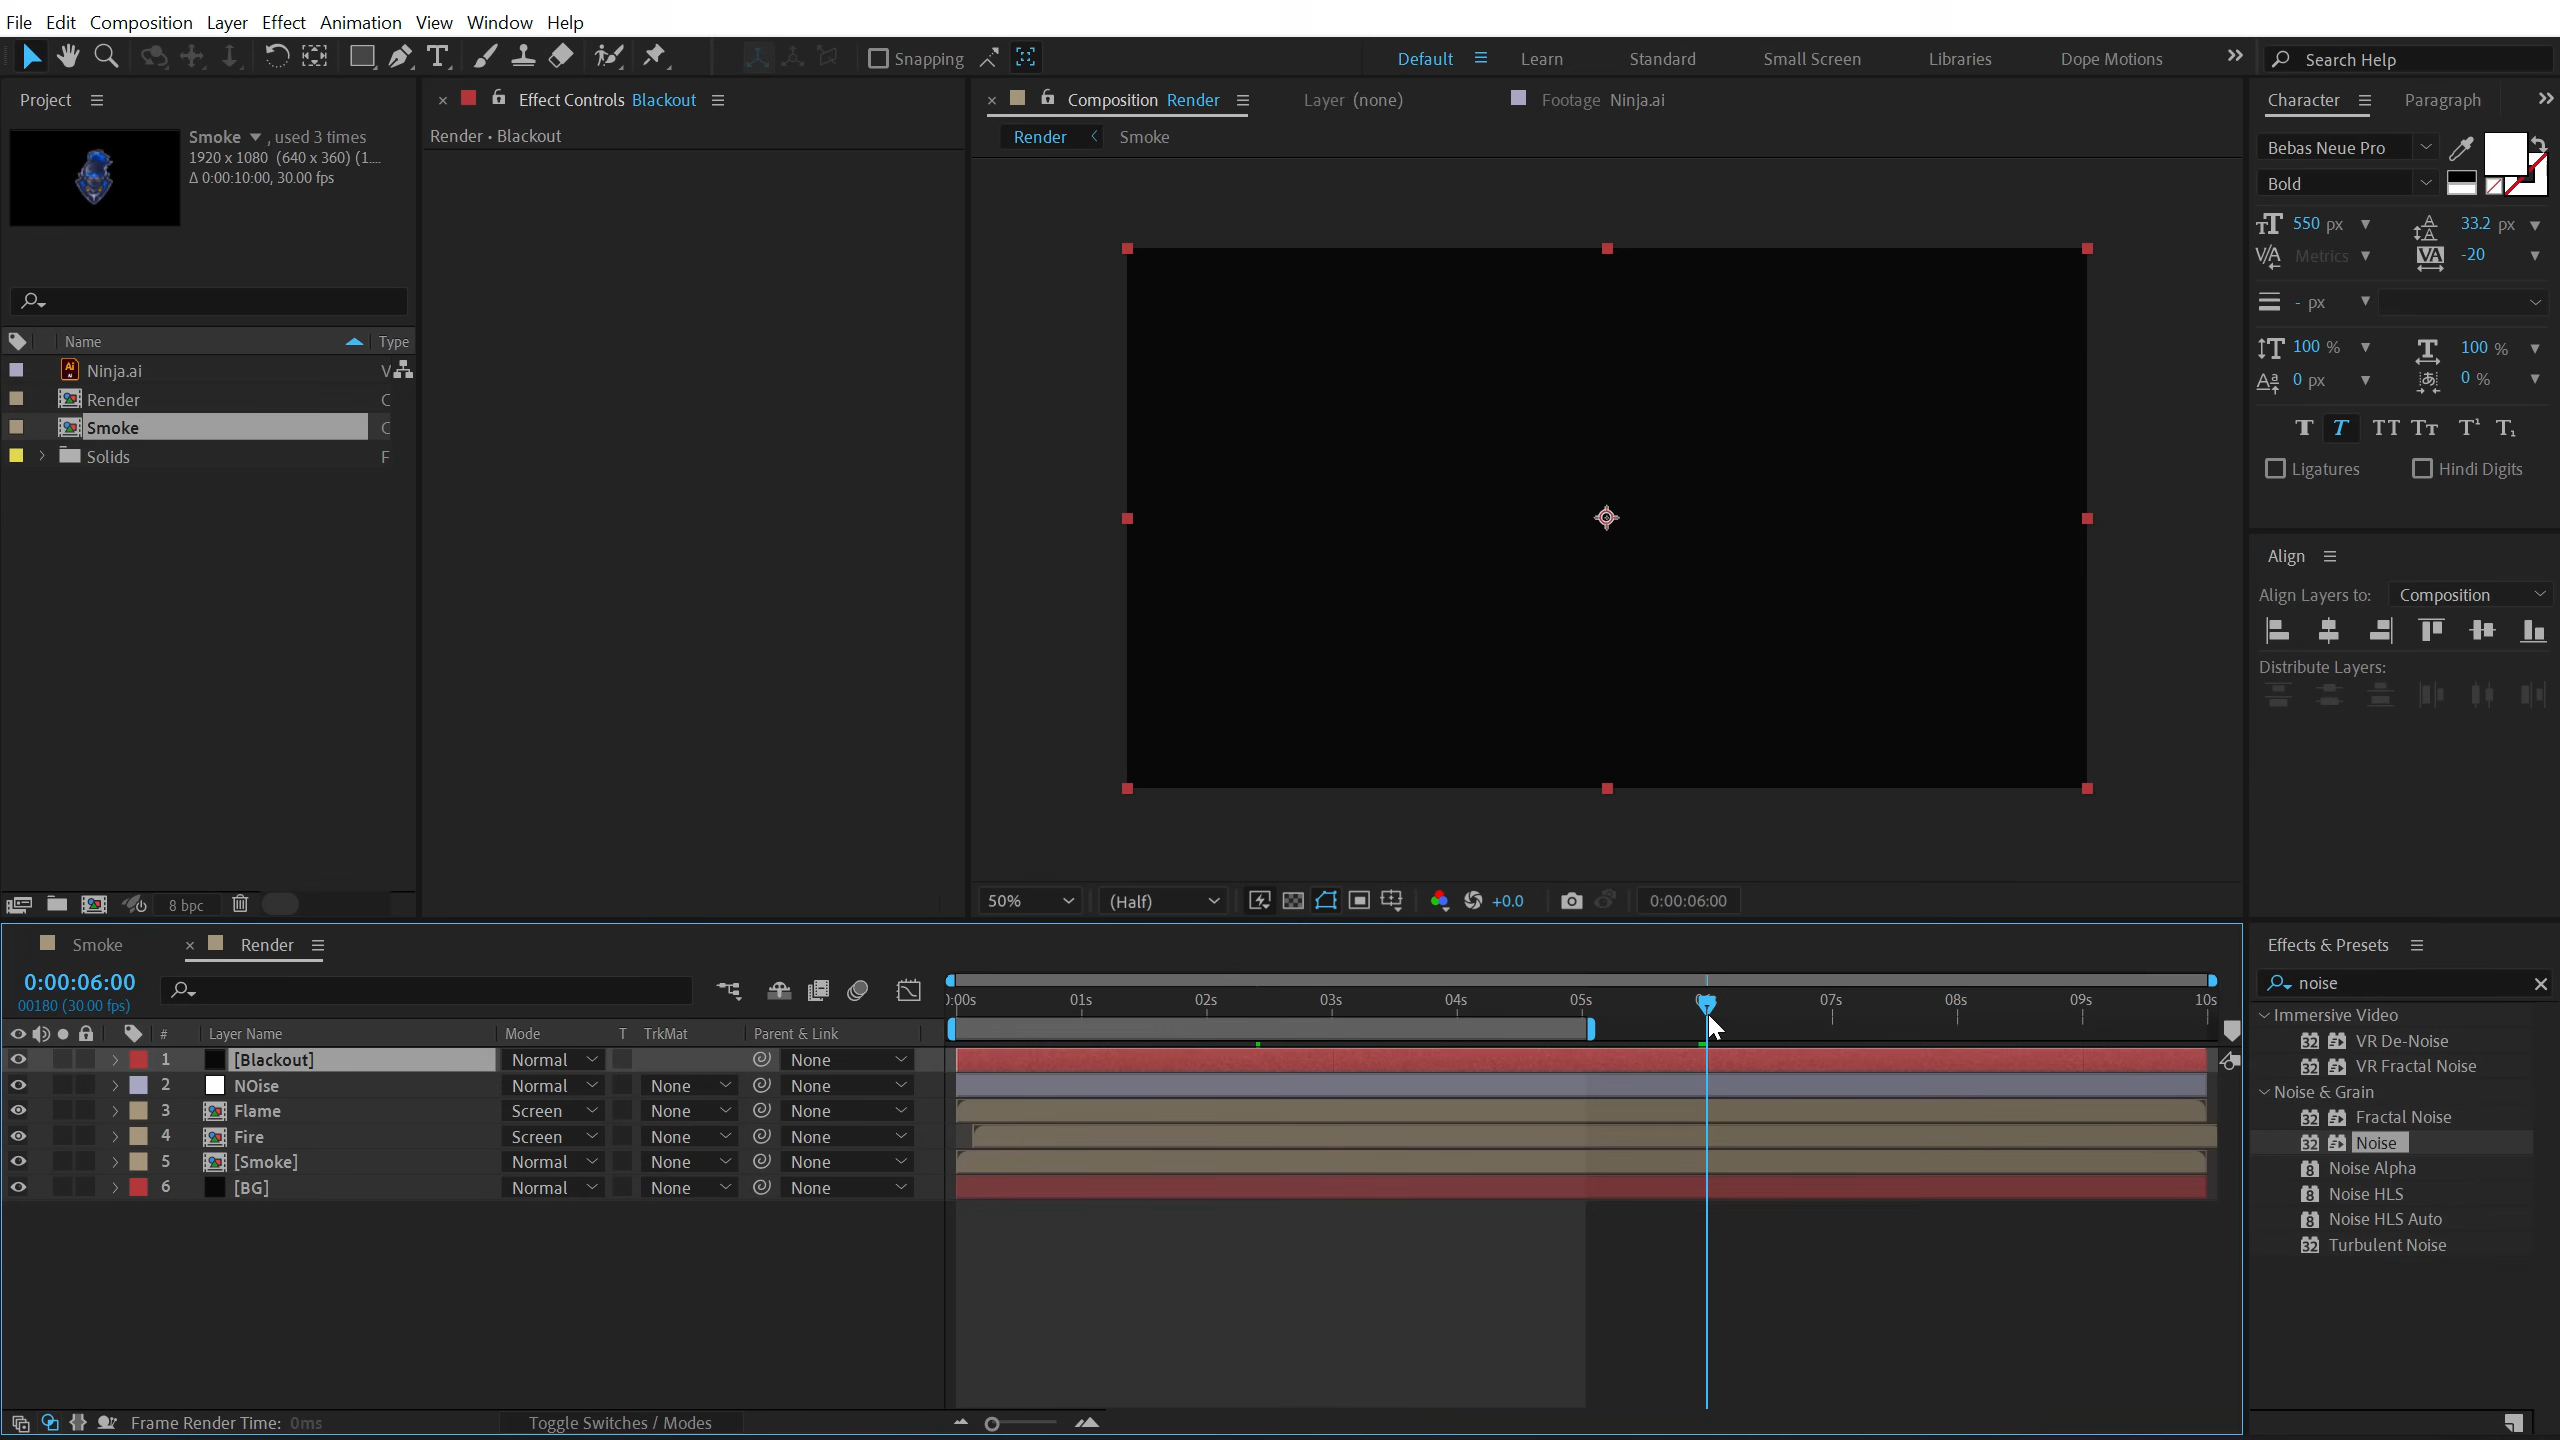 File Edit Composition Layer Effect Animation View Window Help
Snapping
Default Learn Standard Small Screen Libraries Dope Motions
Search Help
Project
Smoke , used 3 times
1920 x 1080 (640 x 360) (1....
Δ 0:00:10:00, 30.00 fps
Name Type
Ninja.ai V
Render C
Smoke C
Solids F
8 bpc
Effect Controls Blackout
Render • Blackout
Composition Render Layer (none) Footage Ninja.ai
Render Smoke
50% (Half) +0.0 0:00:06:00
Character Paragraph
Bebas Neue Pro
Bold
550 px 33.2 px
Metrics -20
- px
100 % 100 %
0 px 0 %
Ligatures Hindi Digits
Align
Align Layers to: Composition
Distribute Layers:
Smoke Render
0:00:06:00
00180 (30.00 fps)
# Layer Name Mode T TrkMat Parent & Link
1 [Blackout] Normal None
2 NOise Normal None None
3 Flame Screen None None
4 Fire Screen None None
5 [Smoke] Normal None None
6 [BG] Normal None None
01s 02s 03s 04s 05s 07s 08s 09s 10s
Frame Render Time: 0ms Toggle Switches / Modes
Effects & Presets
noise
Immersive Video
32 VR De-Noise
32 VR Fractal Noise
Noise & Grain
32 Fractal Noise
32 Noise
8 Noise Alpha
8 Noise HLS
8 Noise HLS Auto
32 Turbulent Noise